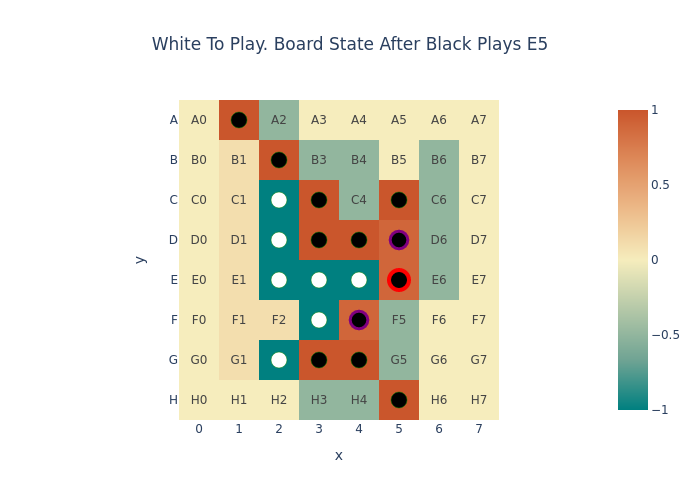 White To Play. Board State After Black Plays E5
A A0 A2 A3 A4 A5 A6 A7
B B0 B1 B3 B4 B5 B6 B7
C C0 C1 C4 C6 C7
D D0 D1 D6 D7
E E0 E1 E6 E7
F F0 F1 F2 F5 F6 F7
G G0 G1 G5 G6 G7
H H0 H1 H2 H3 H4 H6 H7
0 1 2 3 4 5 6 7
x
y
1
0.5
0
−0.5
−1